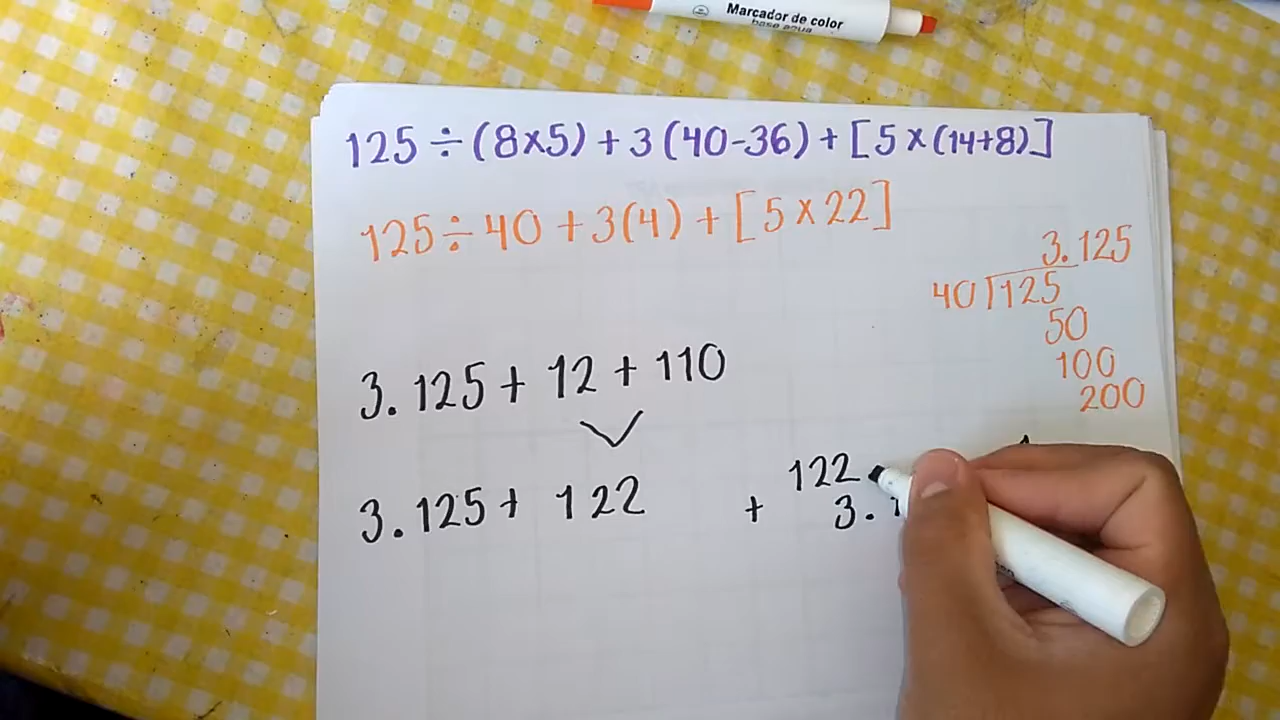 Marcador de color
base agua
125 ÷ (8×5) + 3 (40-36) + [5 × (14+8)]
125 ÷ 40 + 3(4) + [5 × 22]
3.125
40 125
50
100
200
3.125 + 12 + 110
3.125 + 122
122.
+ 3.1